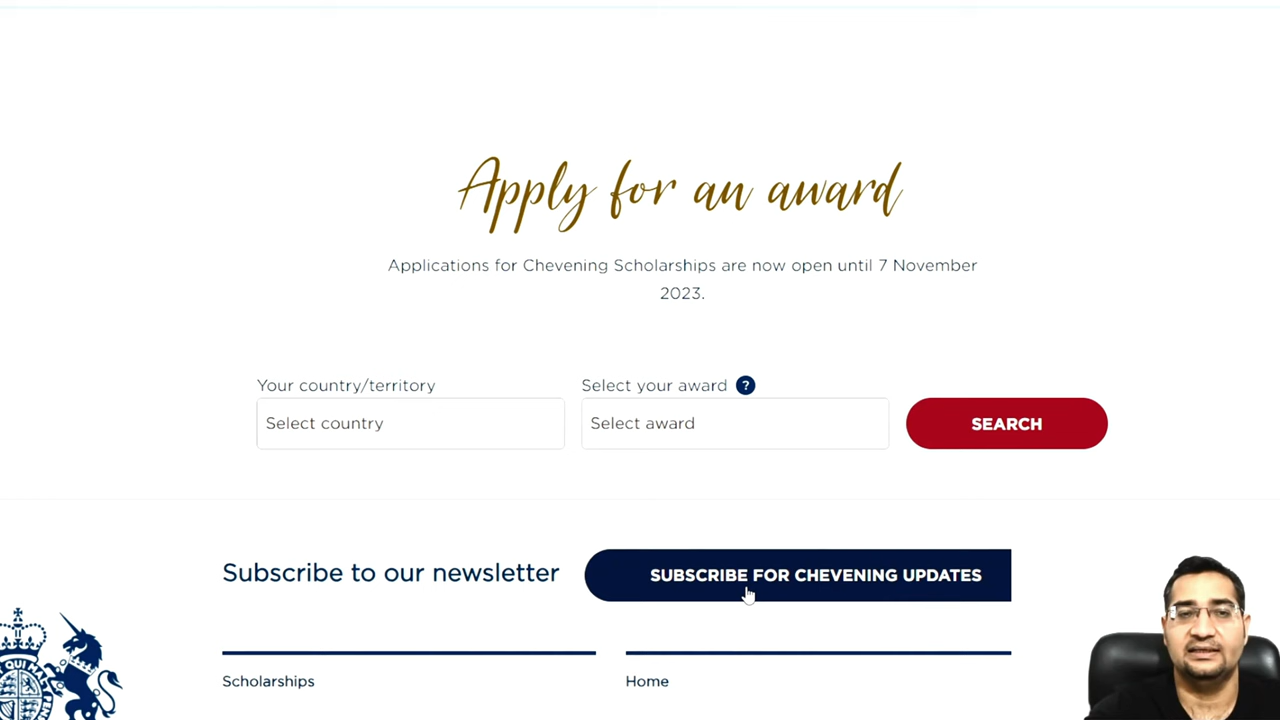 Apply for an award
Applications for Chevening Scholarships are now open until 7 November
2023.
Your country/territory
Select your award ?
Select country
Select award
SEARCH
Subscribe to our newsletter
SUBSCRIBE FOR CHEVENING UPDATES
Scholarships
Home